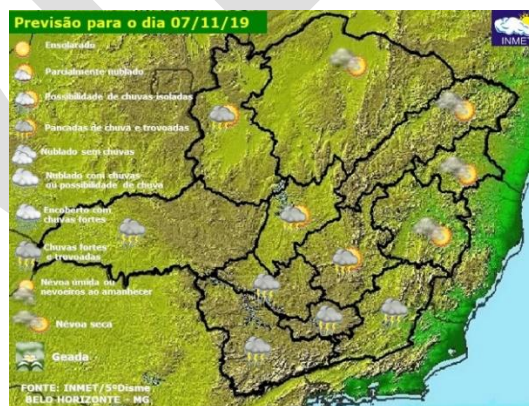 Previsão para o dia 07/11/19
INMET
Ensolarado
Parcialmente nublado
Possibilidade de chuvas isoladas
Pancadas de chuva e trovoadas
Nublado sem chuvas
Nublado com chuvas
ou possibilidade de chuva
Encoberto com
chuvas fortes
Chuvas fortes
e trovoadas
Névoa úmida ou
nevoeiros ao amanhecer
Névoa seca
Geada
FONTE: INMET/5ºDisme
BELO HORIZONTE - MG